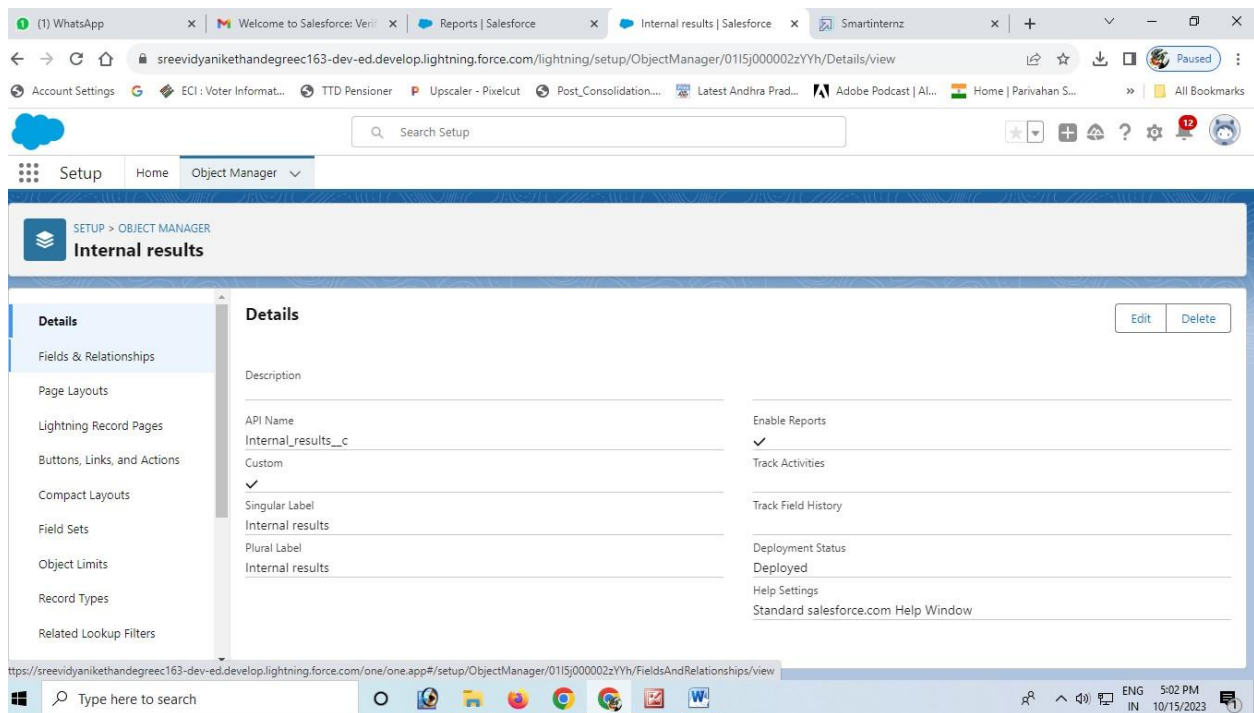 (1) WhatsApp
Welcome to Salesforce: Verif
Reports | Salesforce
Internal results | Salesforce
Smartinternz
sreevidyanikethandegreec163-dev-ed.develop.lightning.force.com/lightning/setup/ObjectManager/01I5j000002zYYh/Details/view
Paused
Account Settings
ECI : Voter Informat...
TTD Pensioner
Upscaler - Pixelcut
Post_Consolidation....
Latest Andhra Prad...
Adobe Podcast | AI...
Home | Parivahan S...
»
All Bookmarks
Search Setup
12
Setup
Home
Object Manager
SETUP > OBJECT MANAGER
Internal results
Details
Fields & Relationships
Page Layouts
Lightning Record Pages
Buttons, Links, and Actions
Compact Layouts
Field Sets
Object Limits
Record Types
Related Lookup Filters
Details
Edit
Delete
Description
API Name
Internal_results__c
Custom
Singular Label
Internal results
Plural Label
Internal results
Enable Reports
Track Activities
Track Field History
Deployment Status
Deployed
Help Settings
Standard salesforce.com Help Window
ttps://sreevidyanikethandegreec163-dev-ed.develop.lightning.force.com/one/one.app#/setup/ObjectManager/01I5j000002zYYh/FieldsAndRelationships/view
Type here to search
ENG
IN
5:02 PM
10/15/2023